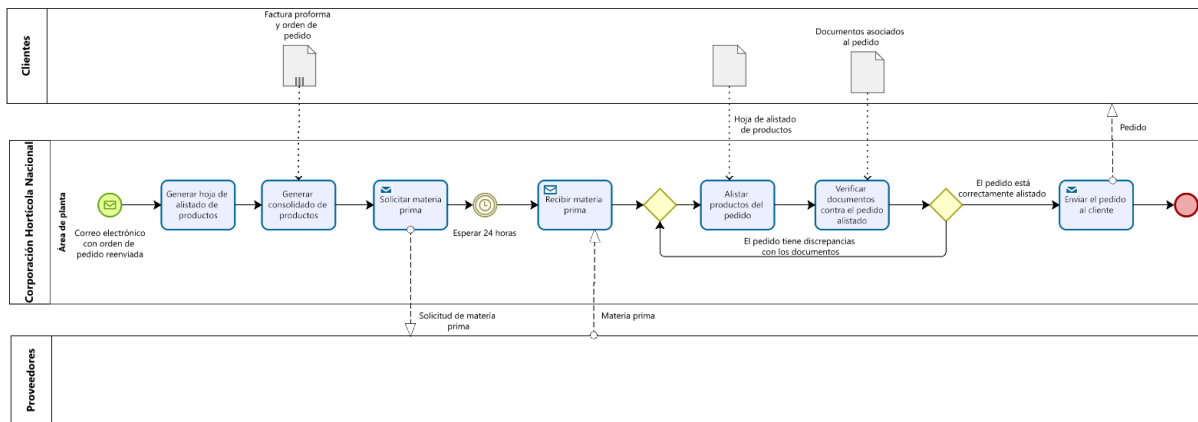 Clientes
Factura proforma
y orden de
pedido
Documentos asociados
al pedido
Hoja de alistado
de productos
Pedido
Corporación Hortícola Nacional
Área de planta
Correo electrónico
con orden de
pedido reenviada
Generar hoja de
alistado de
productos
Generar
consolidado de
productos
Solicitar materia
prima
Esperar 24 horas
Recibir materia
prima
Alistar
productos del
pedido
Verificar
documentos
contra el pedido
alistado
El pedido tiene discrepancias
con los documentos
El pedido está
correctamente alistado
Enviar el pedido
al cliente
Solicitud de materia
prima
Materia prima
Proveedores